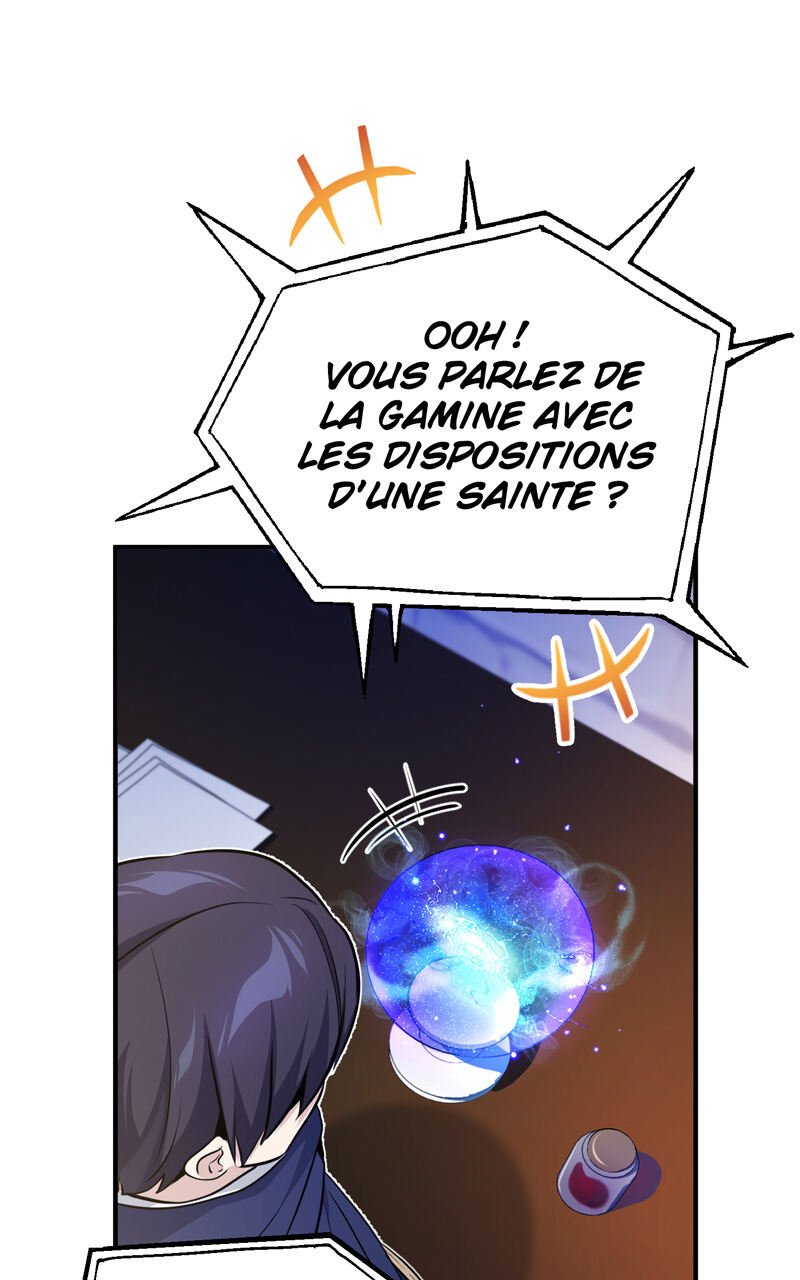 OOH !
VOUS PARLEZ DE
LA GAMINE AVEC
LES DISPOSITIONS
D'UNE SAINTE ?